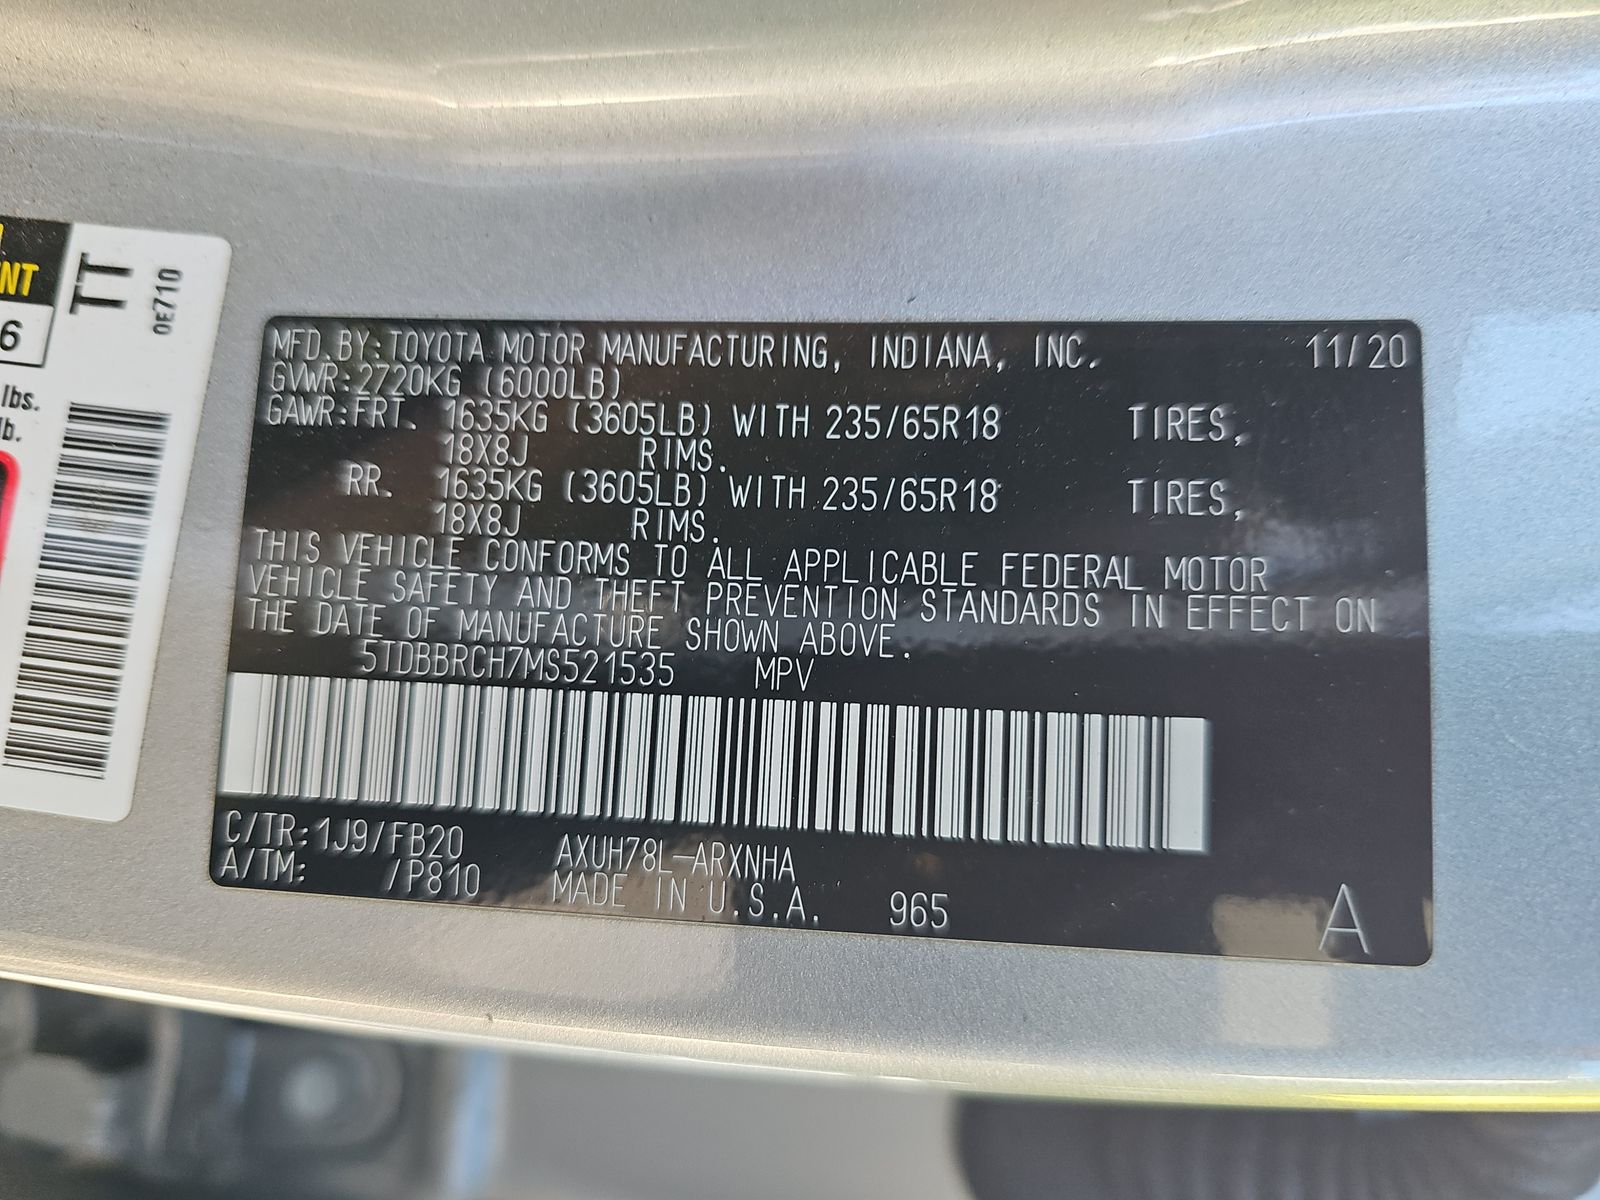 NT
6
lbs.
lb.
TT
0E710
MFD.BY:TOYOTA MOTOR MANUFACTURING, INDIANA, INC. 11/20
GVWR:2720KG (6000LB)
GAWR:FRT. 1635KG (3605LB) WITH 235/65R18 TIRES,
18X8J RIMS.
RR. 1635KG (3605LB) WITH 235/65R18 TIRES,
18X8J RIMS.
THIS VEHICLE CONFORMS TO ALL APPLICABLE FEDERAL MOTOR
VEHICLE SAFETY AND THEFT PREVENTION STANDARDS IN EFFECT ON
THE DATE OF MANUFACTURE SHOWN ABOVE.
5TDBBRCH7MS521535 MPV
C/TR:1J9/FB20 AXUH78L-ARXNHA
A/TM: /P810 MADE IN U.S.A. 965
A